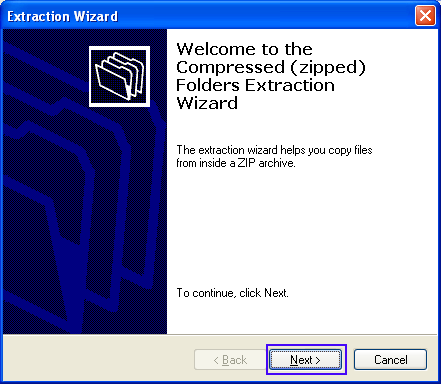 Extraction Wizard
Welcome to the
Compressed (zipped)
Folders Extraction
Wizard
The extraction wizard helps you copy files
from inside a ZIP archive.
To continue, click Next.
< Back
Next >
Cancel